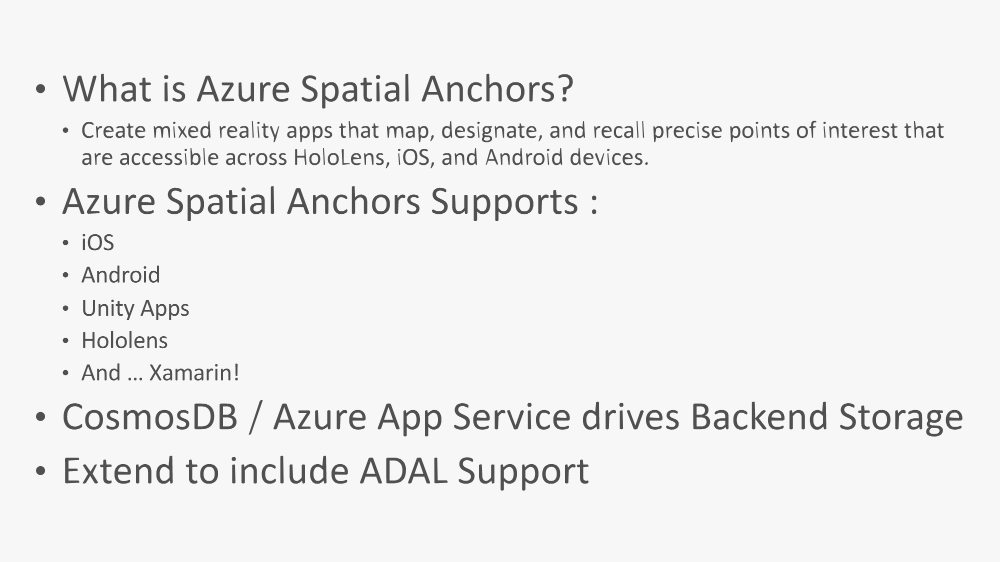 • What is Azure Spatial Anchors?
• Create mixed reality apps that map, designate, and recall precise points of interest that
are accessible across HoloLens, iOS, and Android devices.
• Azure Spatial Anchors Supports :
• iOS
• Android
• Unity Apps
• Hololens
• And ... Xamarin!
• CosmosDB / Azure App Service drives Backend Storage
• Extend to include ADAL Support